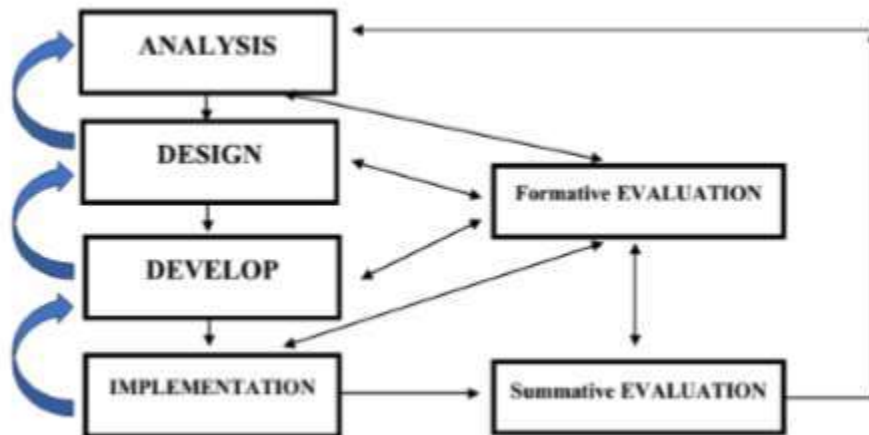 ANALYSIS
DESIGN
Formative EVALUATION
DEVELOP
IMPLEMENTATION
Summative EVALUATION